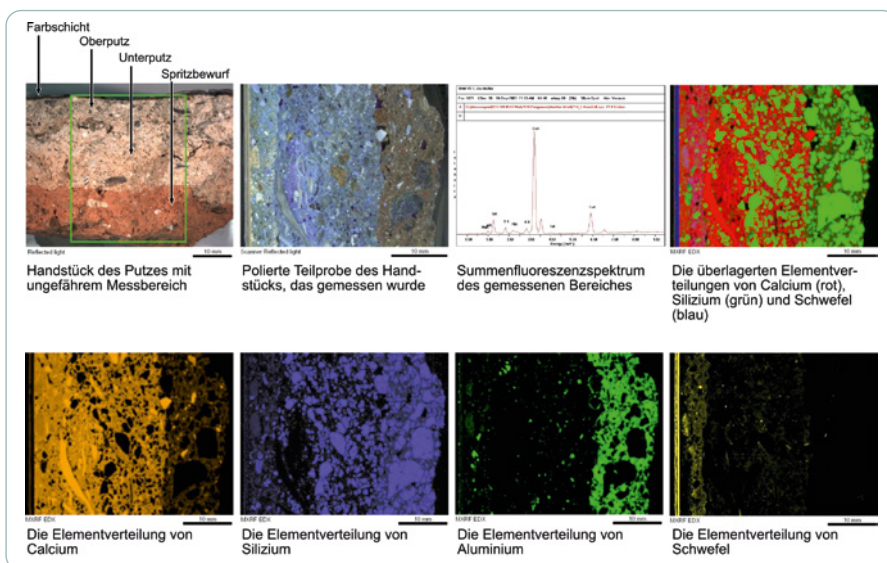 Farbschicht
Oberputz
Unterputz
Spritzbewurf
Reflected light
10 mm
Handstück des Putzes mit
ungefährem Messbereich
Scanner Reflected light
10 mm
Polierte Teilprobe des Hand-
stücks, das gemessen wurde
Summenfluoreszenzspektrum
des gemessenen Bereiches
MXRF EDX
10 mm
Die überlagerten Elementver-
teilungen von Calcium (rot),
Silizium (grün) und Schwefel
(blau)
MXRF EDX
10 mm
Die Elementverteilung von
Calcium
MXRF EDX
10 mm
Die Elementverteilung von
Silizium
MXRF EDX
10 mm
Die Elementverteilung von
Aluminium
MXRF EDX
10 mm
Die Elementverteilung von
Schwefel